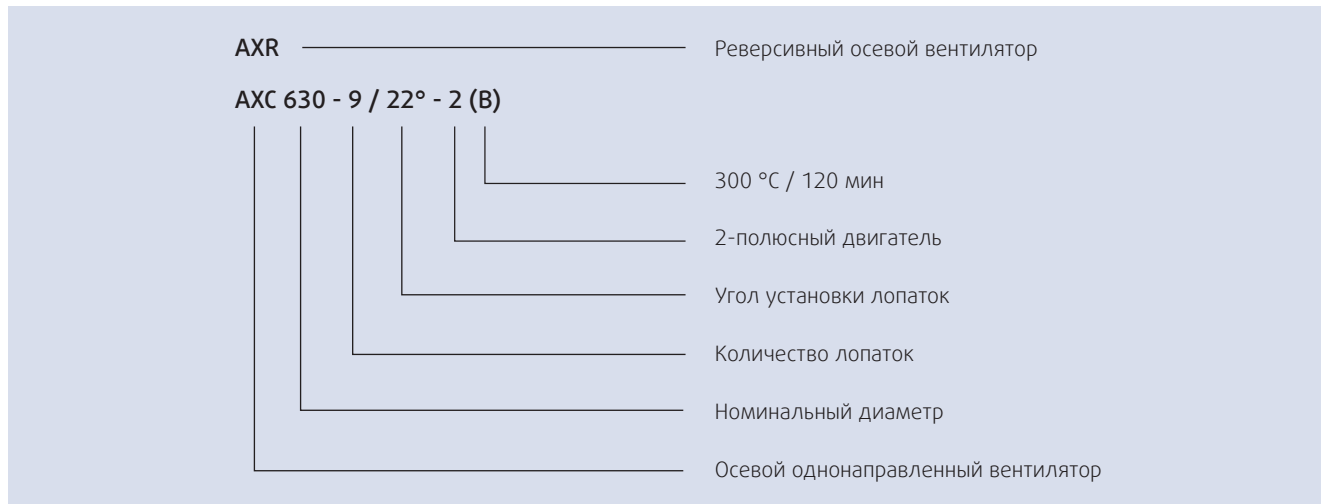 AXR Реверсивный осевой вентилятор
AXC 630 - 9 / 22° - 2 (B)
300 °C / 120 мин
2-полюсный двигатель
Угол установки лопаток
Количество лопаток
Номинальный диаметр
Осевой однонаправленный вентилятор